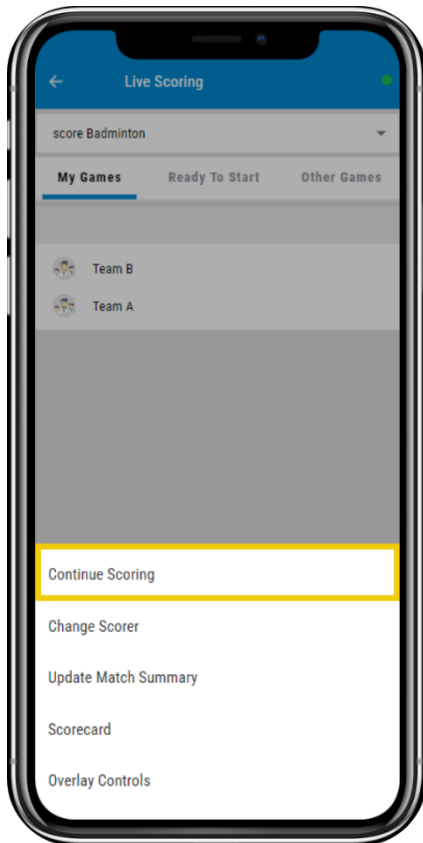 Live Scoring
score Badminton
My Games Ready To Start Other Games
Team B
Team A
Continue Scoring
Change Scorer
Update Match Summary
Scorecard
Overlay Controls